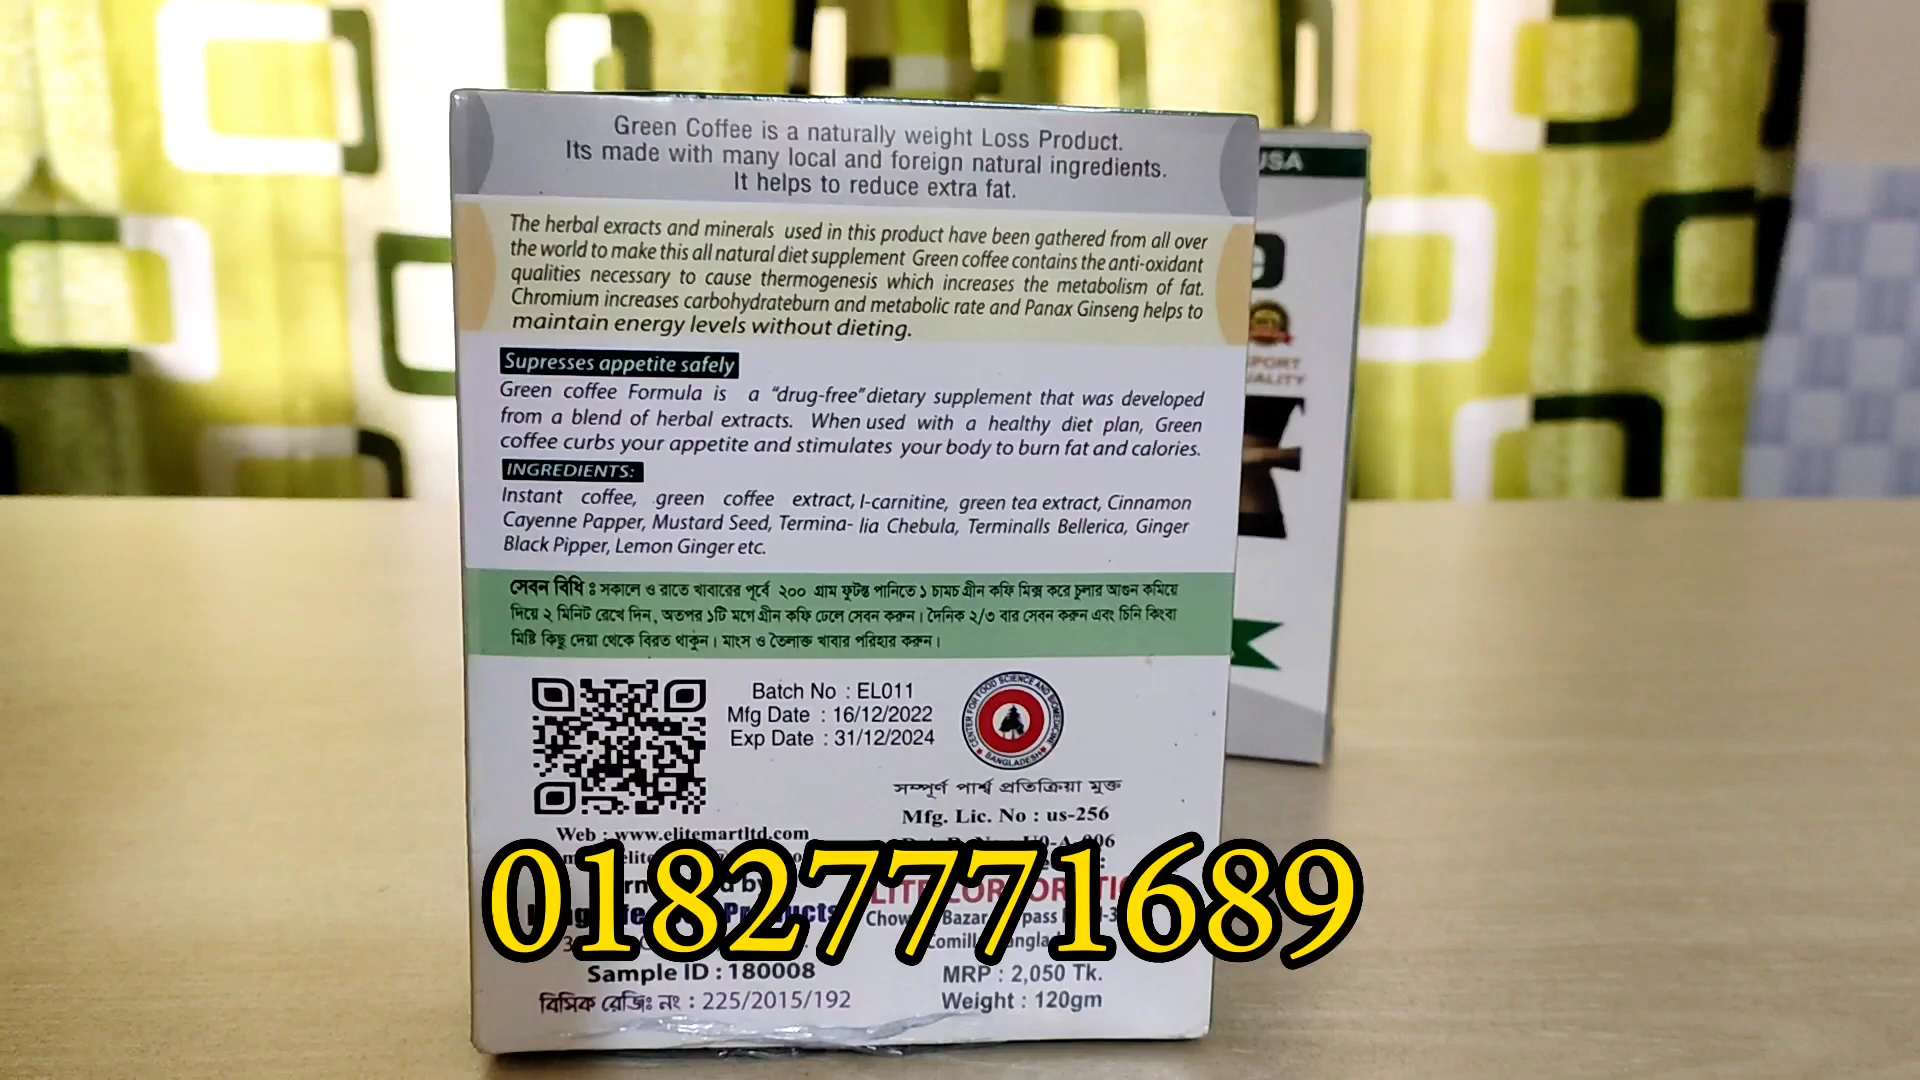 Green Coffee is a naturally weight Loss Product.
Its made with many local and foreign natural ingredients.
It helps to reduce extra fat.
The herbal exracts and minerals used in this product have been gathered from all over
the world to make this all natural diet supplement Green coffee contains the anti-oxidant
qualities necessary to cause thermogenesis which increases the metabolism of fat.
Chromium increases carbohydrateburn and metabolic rate and Panax Ginseng helps to
maintain energy levels without dieting.
Supresses appetite safely
Green coffee Formula is a “drug-free” dietary supplement that was developed
from a blend of herbal extracts. When used with a healthy diet plan, Green
coffee curbs your appetite and stimulates your body to burn fat and calories.
INGREDIENTS:
Instant coffee, green coffee extract, l-carnitine, green tea extract, Cinnamon
Cayenne Papper, Mustard Seed, Termina- lia Chebula, Terminalls Bellerica, Ginger
Black Pipper, Lemon Ginger etc.
সেবন বিধি ঃ সকালে ও রাতে খাবারের পূর্বে ২০০ গ্রাম ফুটন্ত পানিতে ১ চামচ গ্রীন কফি মিক্স করে চুলার আগুন কমিয়ে
দিয়ে ২ মিনিট রেখে দিন, অতপর ১টি মগে গ্রীন কফি ঢেলে সেবন করুন। দৈনিক ২/৩ বার সেবন করুন এবং চিনি কিংবা
মিষ্টি কিছু দেয়া থেকে বিরত থাকুন। মাংস ও তৈলাক্ত খাবার পরিহার করুন।
Batch No : EL011
Mfg Date : 16/12/2022
Exp Date : 31/12/2024
CENTER FOR FOOD SCIENCE AND BIOMEDICINE
BANGLADESH
সম্পূর্ণ পার্শ্ব প্রতিক্রিয়া মুক্ত
Mfg. Lic. No : us-256
Web : www.elitemartltd.com
01827771689
Sample ID : 180008
বিসিক রেজিঃ নং : 225/2015/192
MRP : 2,050 Tk.
Weight : 120gm
USA